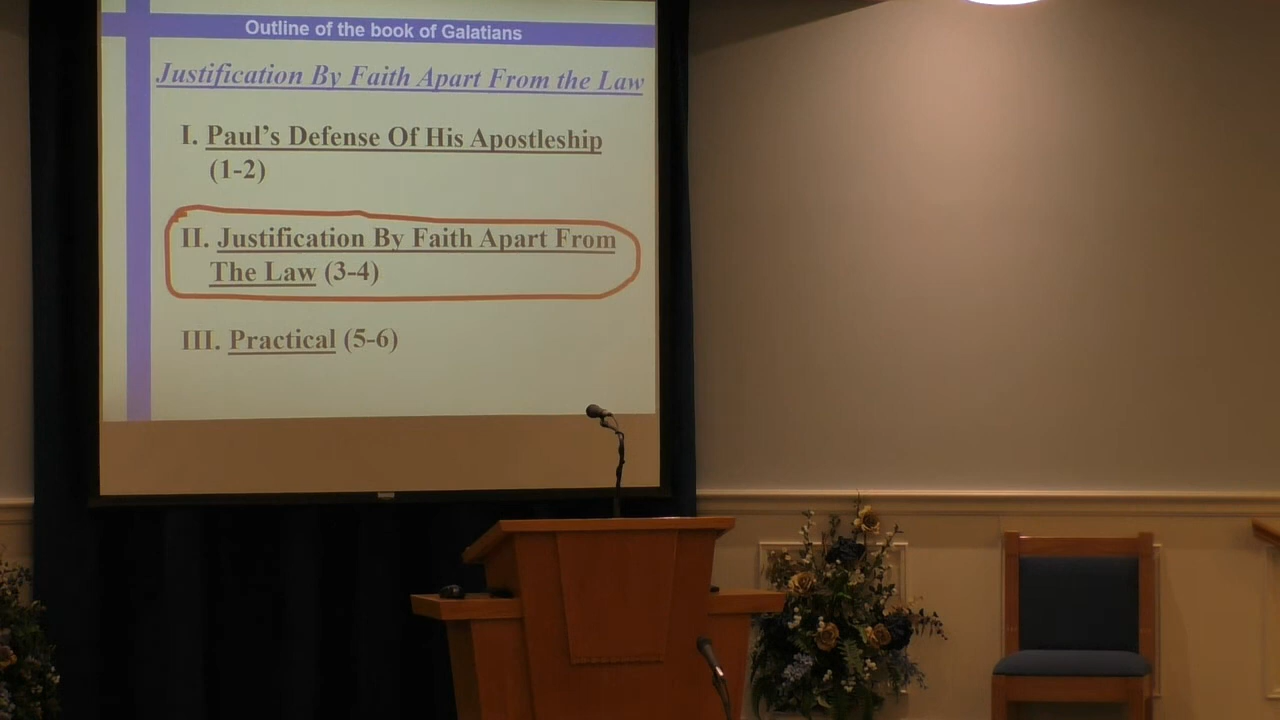 Outline of the book of Galatians
Justification By Faith Apart From the Law
I. Paul's Defense Of His Apostleship
(1-2)
II. Justification By Faith Apart From
The Law (3-4)
III. Practical (5-6)